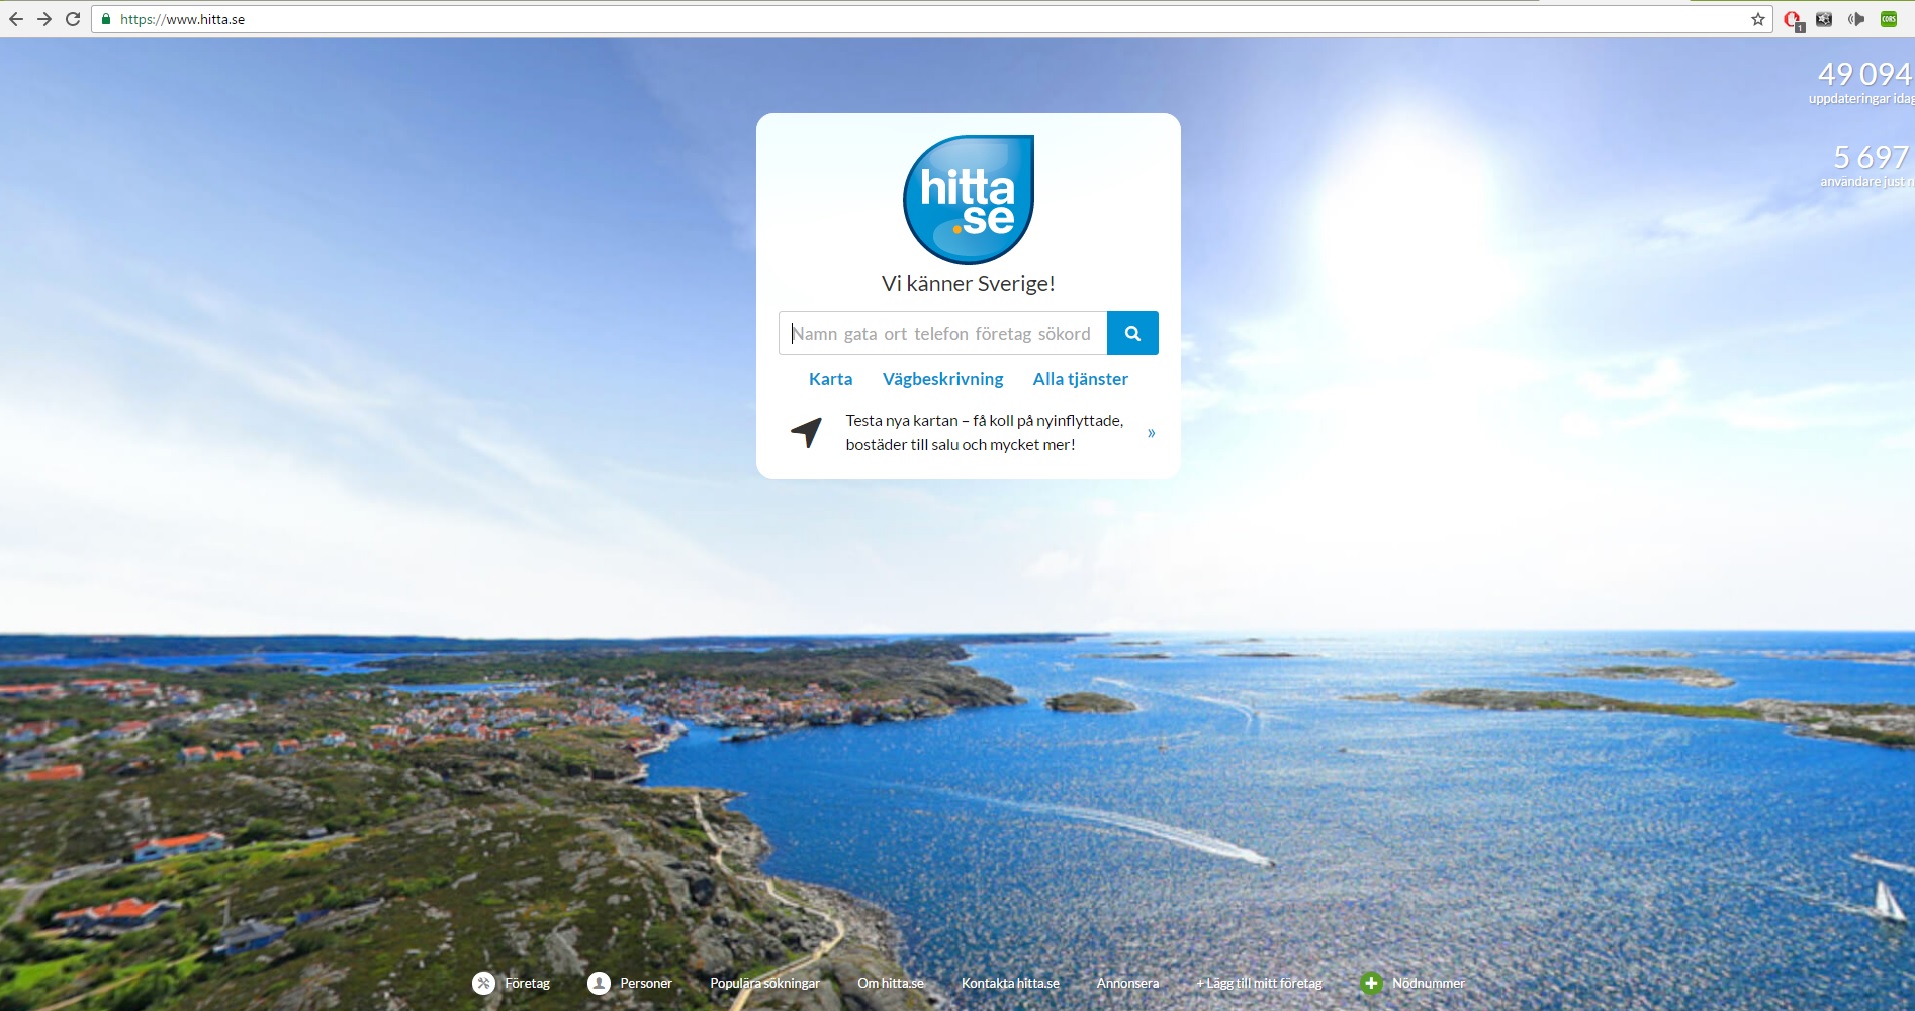 https://www.hitta.se
1
CORS
49 094
uppdateringar idag
5 697
användare just n
hitta
.se
Vi känner Sverige!
Namn gata ort telefon företag sökord
Karta Vägbeskrivning Alla tjänster
Testa nya kartan – få koll på nyinflyttade, »
bostäder till salu och mycket mer!
Företag Personer Populära sökningar Om hitta.se Kontakta hitta.se Annonsera + Lägg till mitt företag Nödnummer